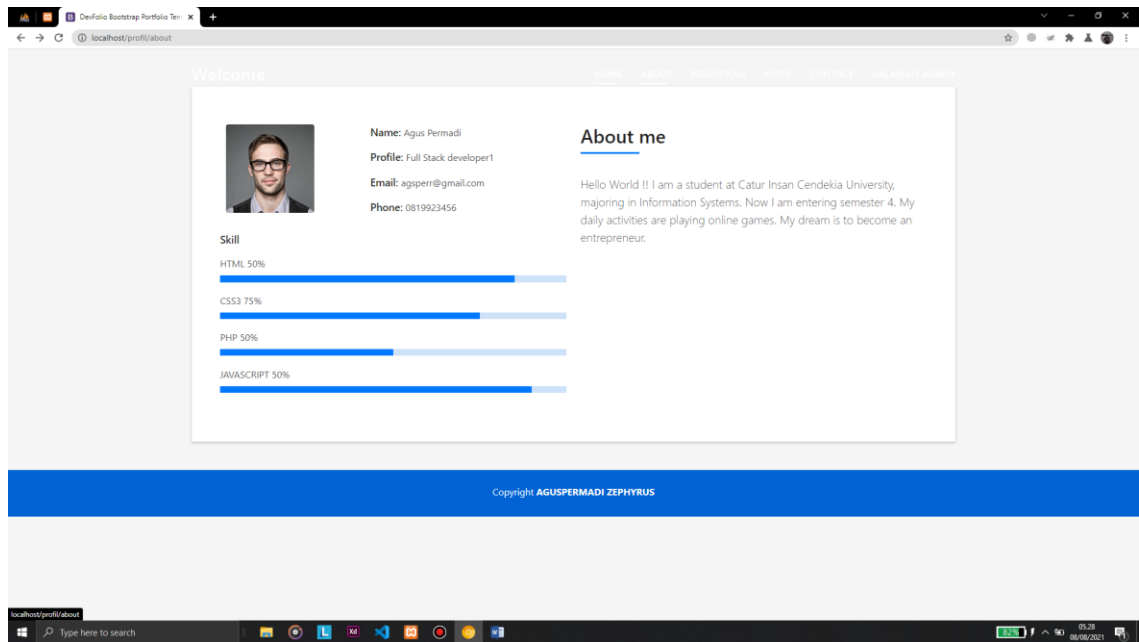 DevFolio Bootstrap Portfolio Tem
localhost/profil/about
Welcome
HOME ABOUT PENDIDIKAN WORK CONTACT HALAMAN ADMIN
Name: Agus Permadi
Profile: Full Stack developer1
Email: agsperr@gmail.com
Phone: 0819923456
Skill
HTML 50%
CSS3 75%
PHP 50%
JAVASCRIPT 50%
About me
Hello World !! I am a student at Catur Insan Cendekia University,
majoring in Information Systems. Now I am entering semester 4. My
daily activities are playing online games. My dream is to become an
entrepreneur.
Copyright AGUSPERMADI ZEPHYRUS
localhost/profil/about
Type here to search
L
Xd
82%
05.28
08/08/2021